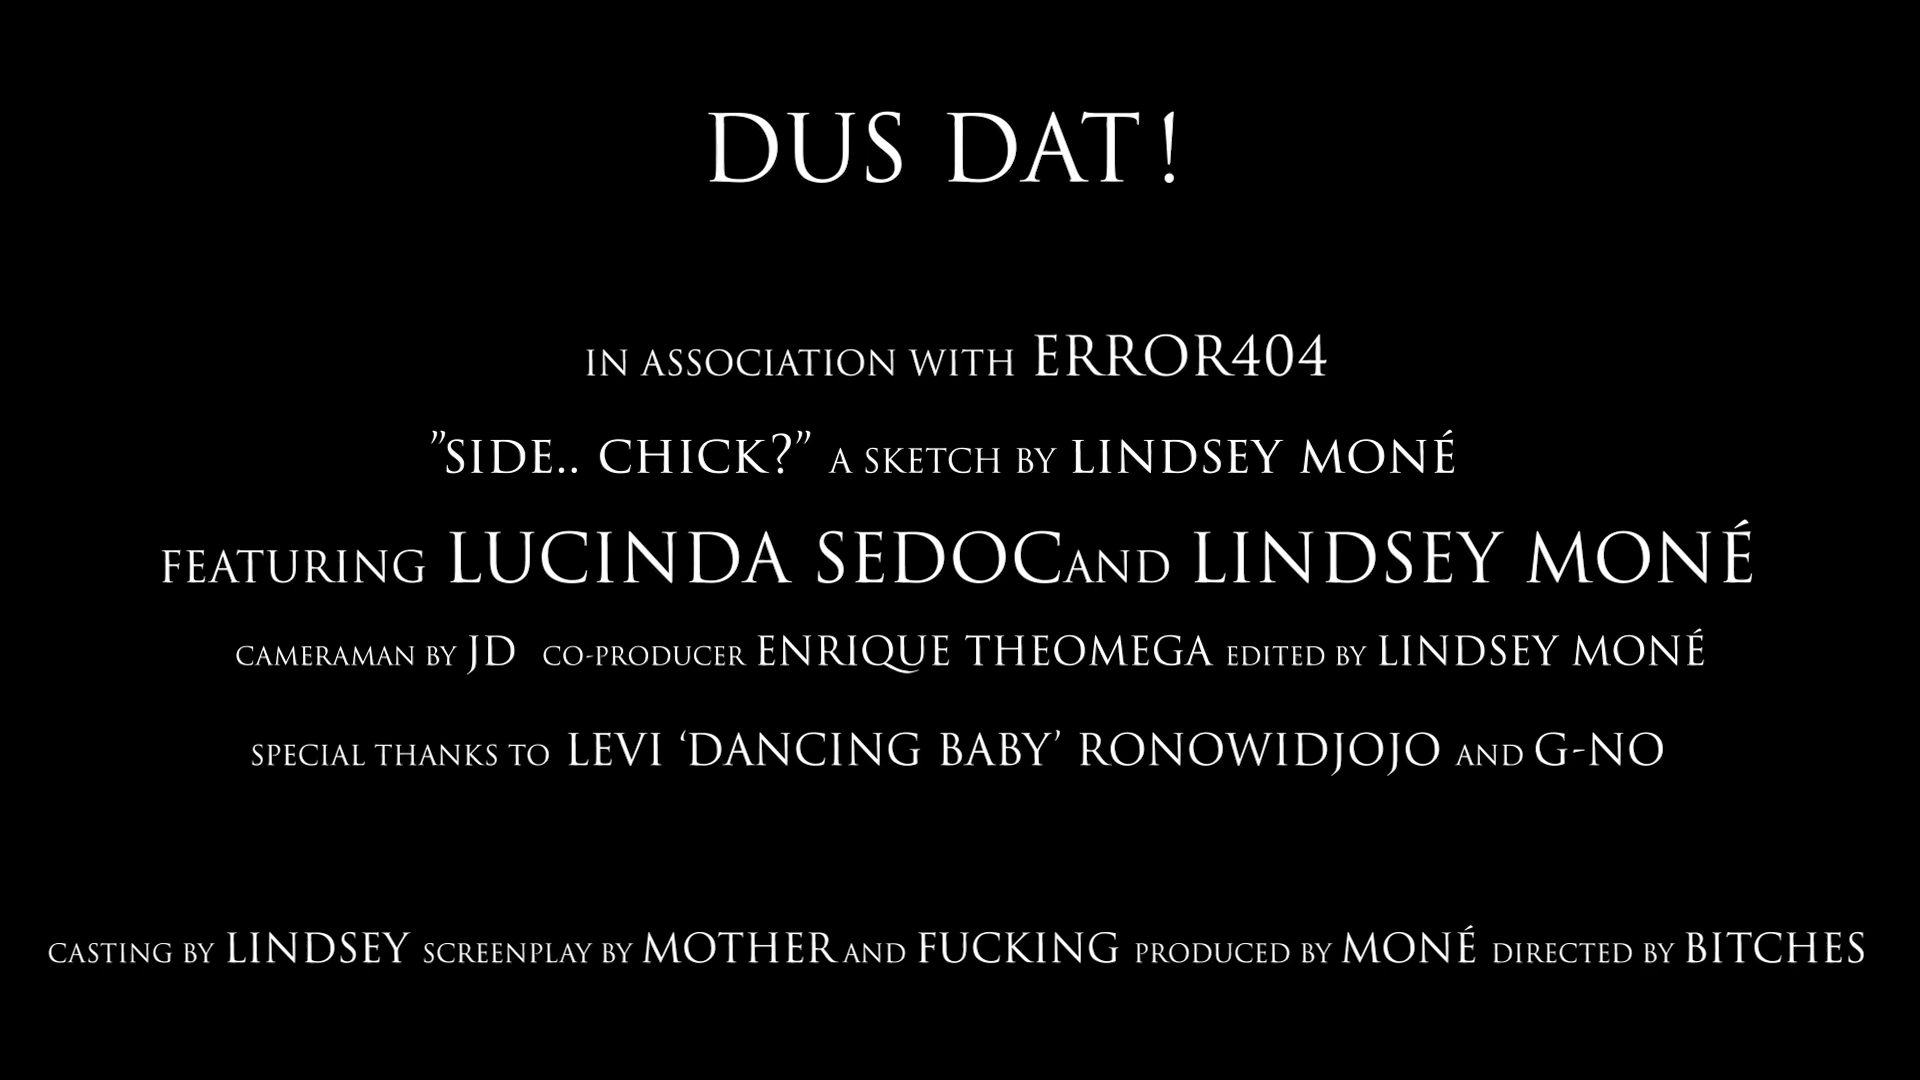 DUS DAT!
IN ASSOCIATION WITH ERROR404
”SIDE.. CHICK?” A SKETCH BY LINDSEY MONÉ
FEATURING LUCINDA SEDOC AND LINDSEY MONÉ
CAMERAMAN BY JD CO-PRODUCER ENRIQUE THEOMEGA EDITED BY LINDSEY MONÉ
SPECIAL THANKS TO LEVI ‘DANCING BABY’ RONOWIDJOJO AND G-NO
CASTING BY LINDSEY SCREENPLAY BY MOTHER AND FUCKING PRODUCED BY MONÉ DIRECTED BY BITCHES